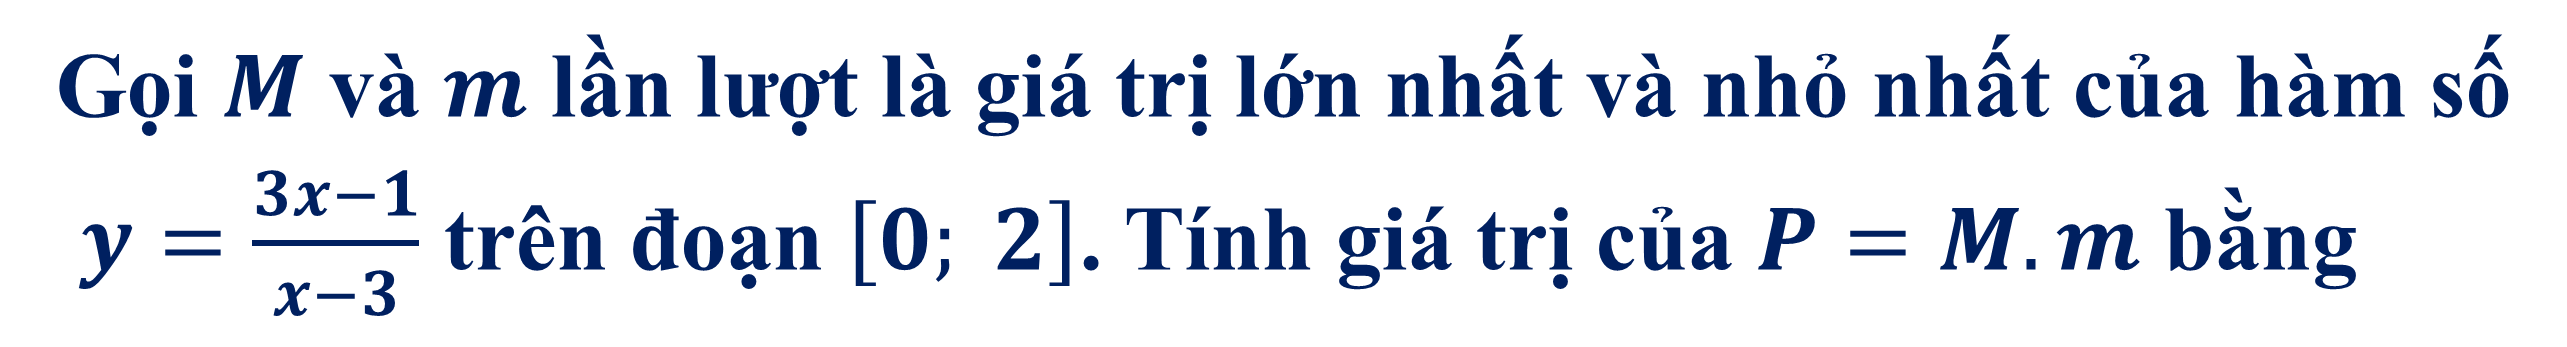 Gọi M và m lần lượt là giá trị lớn nhất và nhỏ nhất của hàm số
y = \frac{3x-1}{x-3} trên đoạn [0; 2]. Tính giá trị của P = M.m bằng